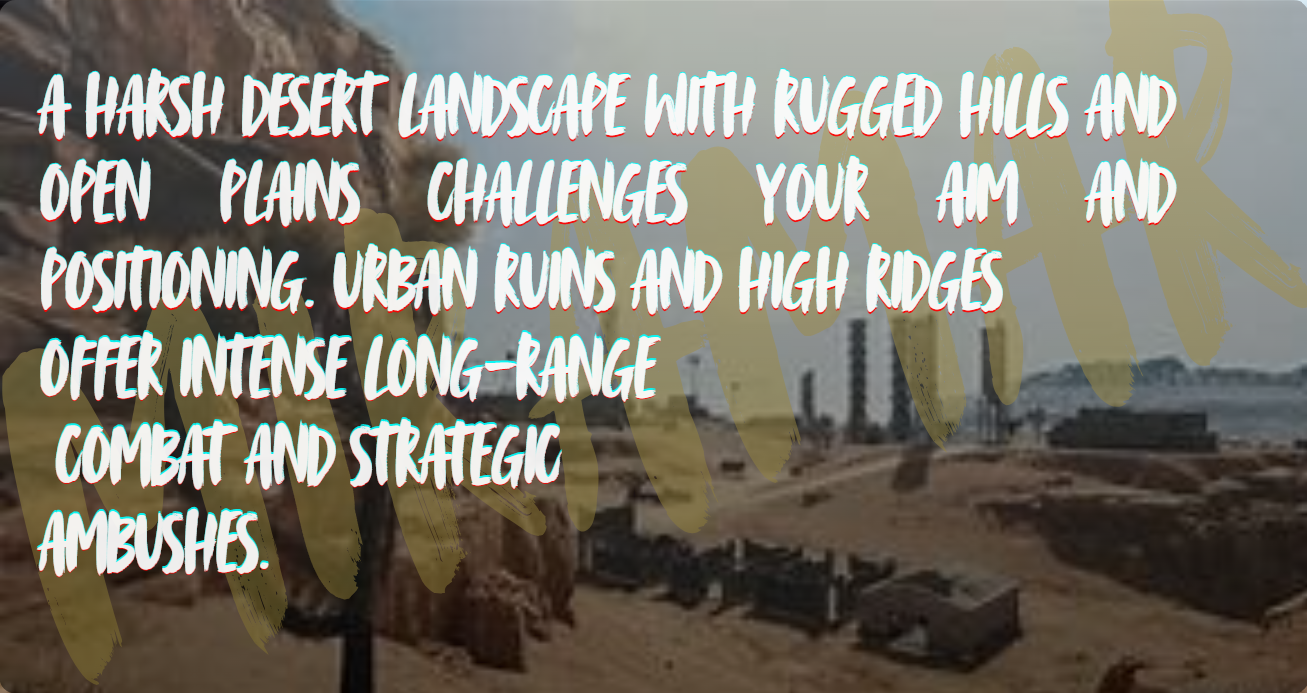 A HARSH DESERT LANDSCAPE WITH RUGGED HILLS AND
OPEN PLAINS CHALLENGES YOUR AIM AND
POSITIONING. URBAN RUINS AND HIGH RIDGES
OFFER INTENSE LONG-RANGE
COMBAT AND STRATEGIC
AMBUSHES.
MIRAMAR